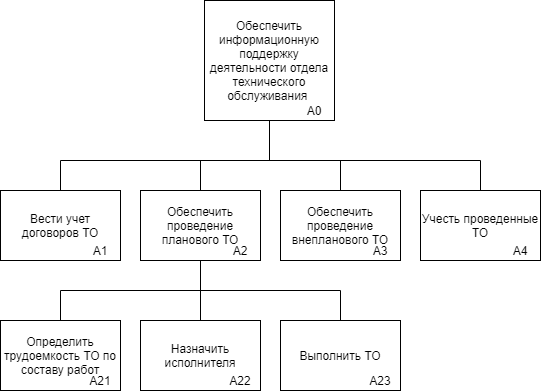 Обеспечить
информационную
поддержку
деятельности отдела
технического
обслуживания
A0
Вести учет
договоров ТО
A1
Обеспечить
проведение
планового ТО
A2
Обеспечить
проведение
внепланового ТО
A3
Учесть проведенные
ТО
A4
Определить
трудоемкость ТО по
составу работ
A21
Назначить
исполнителя
A22
Выполнить ТО
A23